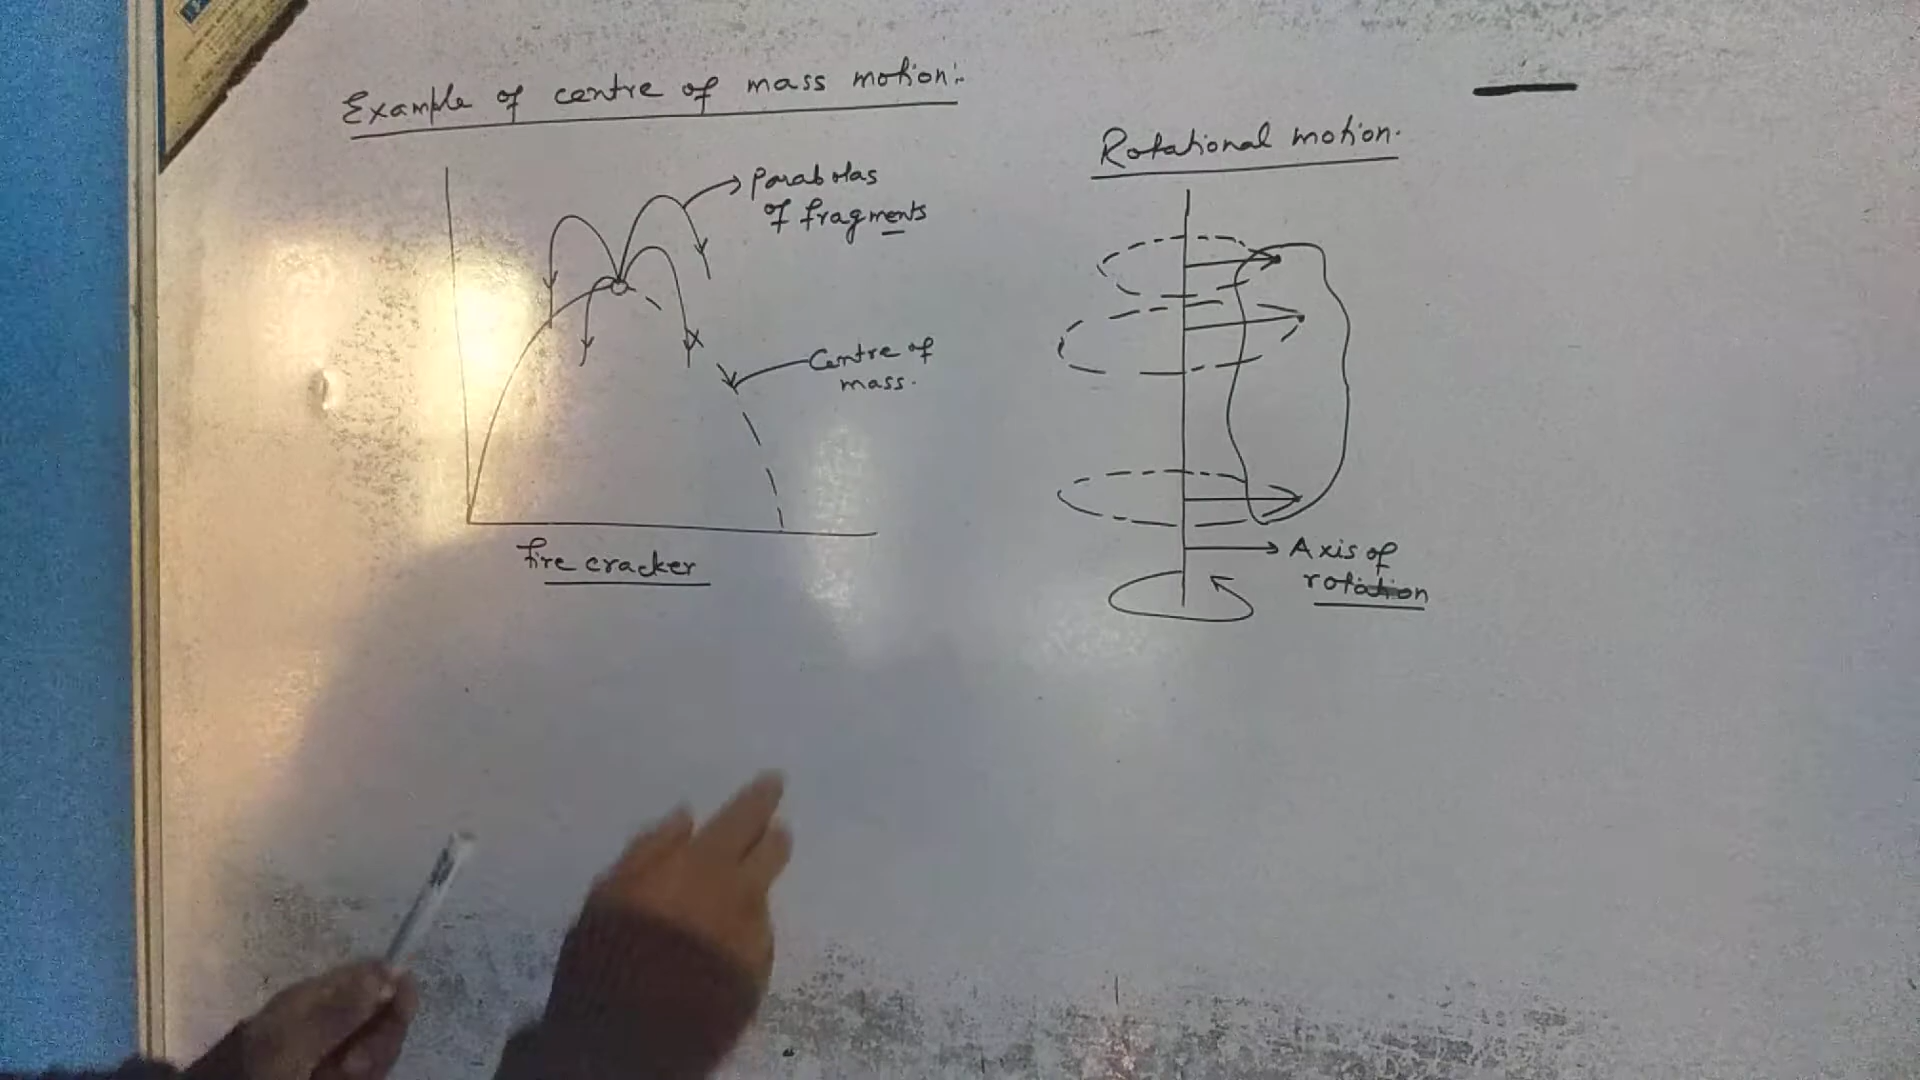 Example of centre of mass motion:-
Parabolas
of fragments
Centre of
mass.
Fire cracker
Rotational motion.
Axis of
rotation